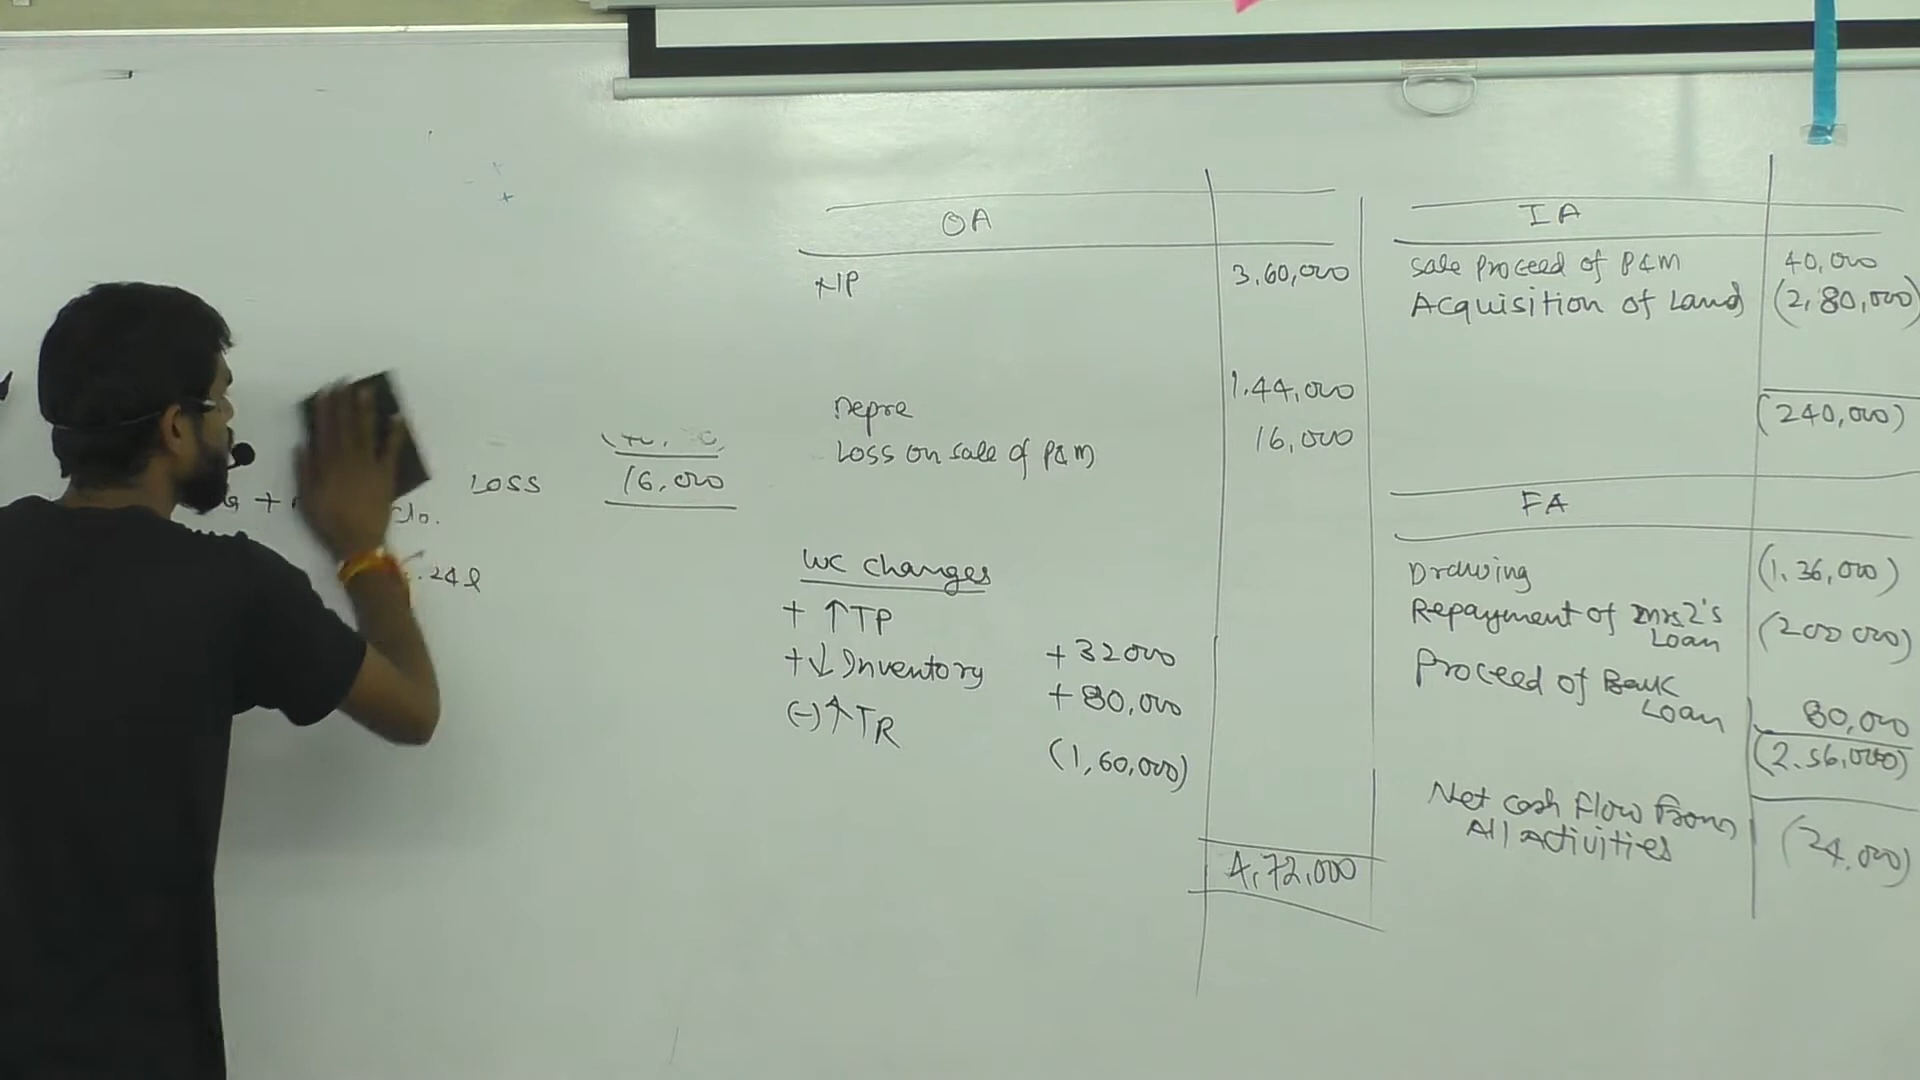 Loss 16,000
clo.
.24l
OA
NP 3,60,000
Depre 1,44,000
Loss on sale of P&M 16,000
WC changes
+ ↑TP +32000
+↓ Inventory +80,000
(-)↑TR (1,60,000)
4,72,000
IA
Sale Proceed of P&M 40,000
Acquisition of Land (2,80,000)
(240,000)
FA
Drawing (1,36,000)
Repayment of Mrs Z's Loan (200000)
Proceed of Bank Loan 80,000
(2,56,000)
Net cash flow from
All Activities (24,000)